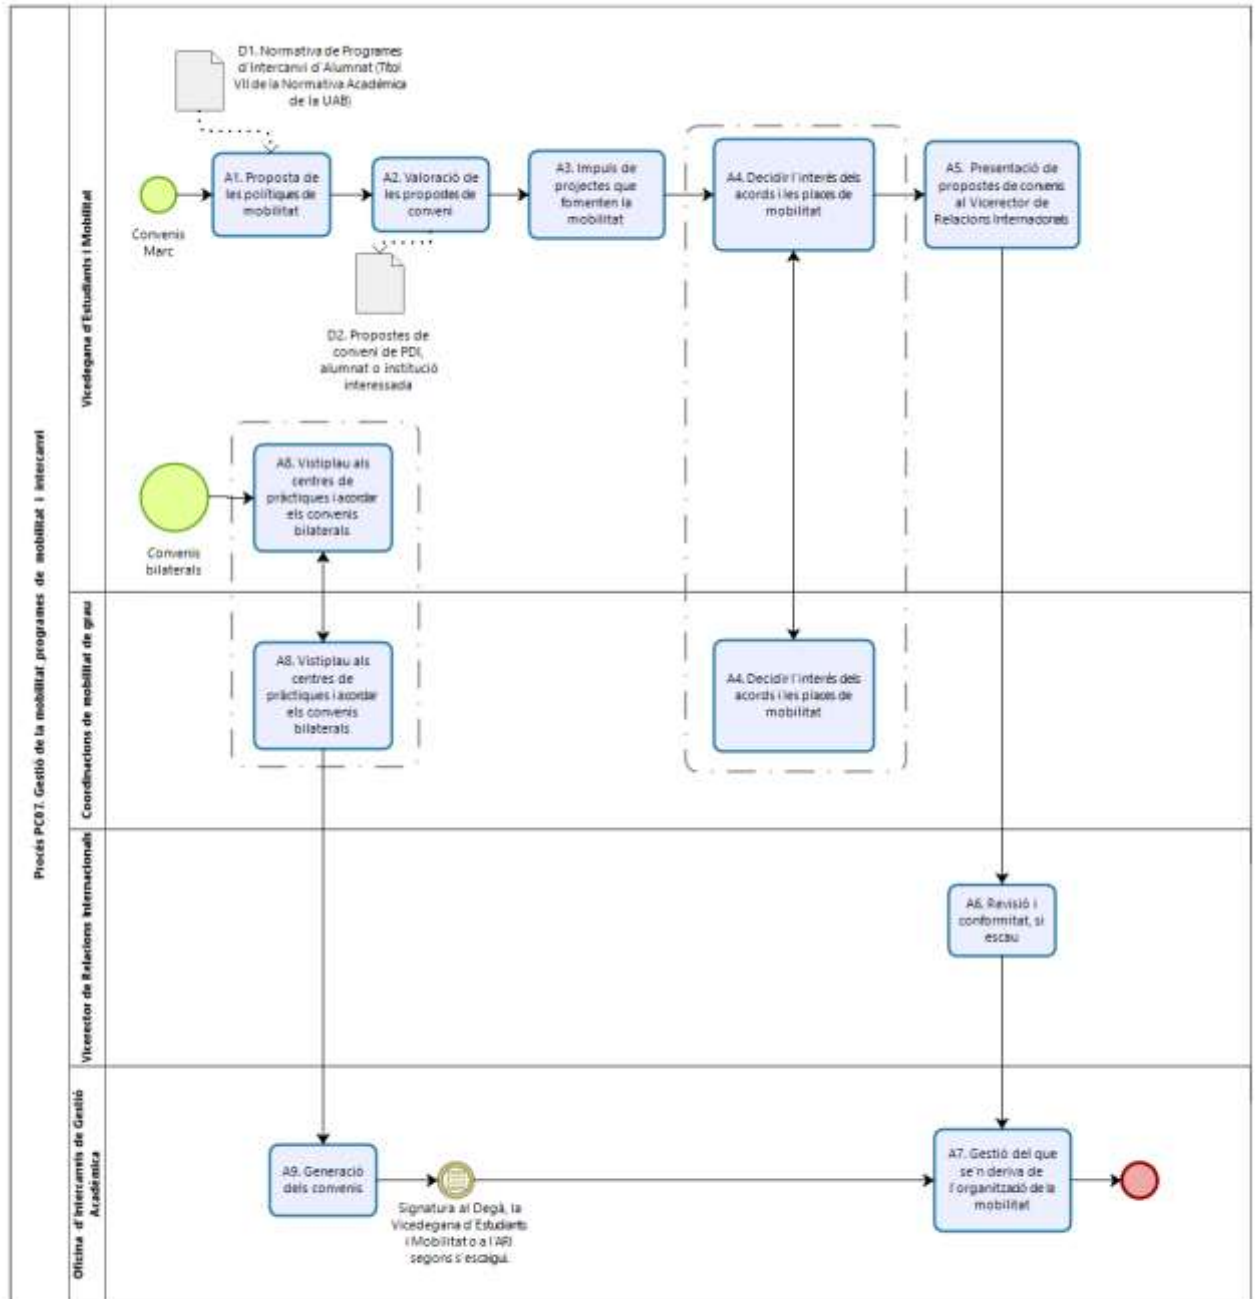 Procés PC07. Gestió de la mobilitat, programes de mobilitat i intercanvi
Vicedegana d'Estudiants i Mobilitat
D1. Normativa de Programes
d'Intercanvi d'Alumnat (Títol
VII de la Normativa Acadèmica
de la UAB)
Convenis
Marc
A1. Proposta de
les polítiques de
mobilitat
A2. Valoració de
les propostes de
conveni
A3. Impuls de
projectes que
fomenten la
mobilitat
A4. Decidir l'interès dels
acords i les places de
mobilitat
A5. Presentació de
propostes de convenis
al Vicerector de
Relacions Internacionals
D2. Propostes de
conveni de PDI,
alumnat o institució
interessada
Convenis
bilaterals
A8. Vistiplau als
centres de
pràctiques i acordar
els convenis
bilaterals
Coordinacions de mobilitat de grau
A8. Vistiplau als
centres de
pràctiques i acordar
els convenis
bilaterals
A4. Decidir l'interès dels
acords i les places de
mobilitat
Vicerector de Relacions Internacionals
A6. Revisió i
conformitat, si
escau
Oficina d'Intercanvis de Gestió
Acadèmica
A9. Generació
dels convenis
Signatura al Degà, la
Vicedegana d'Estudiants
i Mobilitat o a l'ARI
segons s'escaigui.
A7. Gestió del que
se'n deriva de
l'organització de la
mobilitat